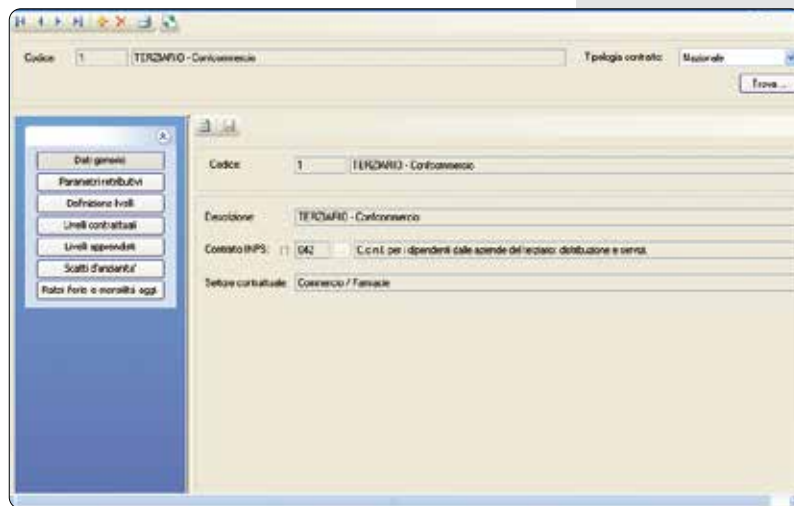 Codice 1 TERZIARIO - Confcommercio Tipologia contratto: Nazionale
Trova ...
Dati generali
Parametri retributivi
Definizione livelli
Livelli contrattuali
Livelli apprendisti
Scatti d'anzianita'
Ratei ferie e mensilità agg.
Codice 1 TERZIARIO - Confcommercio
Descrizione TERZIARIO - Confcommercio
Contratto INPS: 042 C.c.n.l. per i dipendenti dalle aziende del terziario: distribuzione e servizi.
Settore contrattuale Commercio / Farmacie